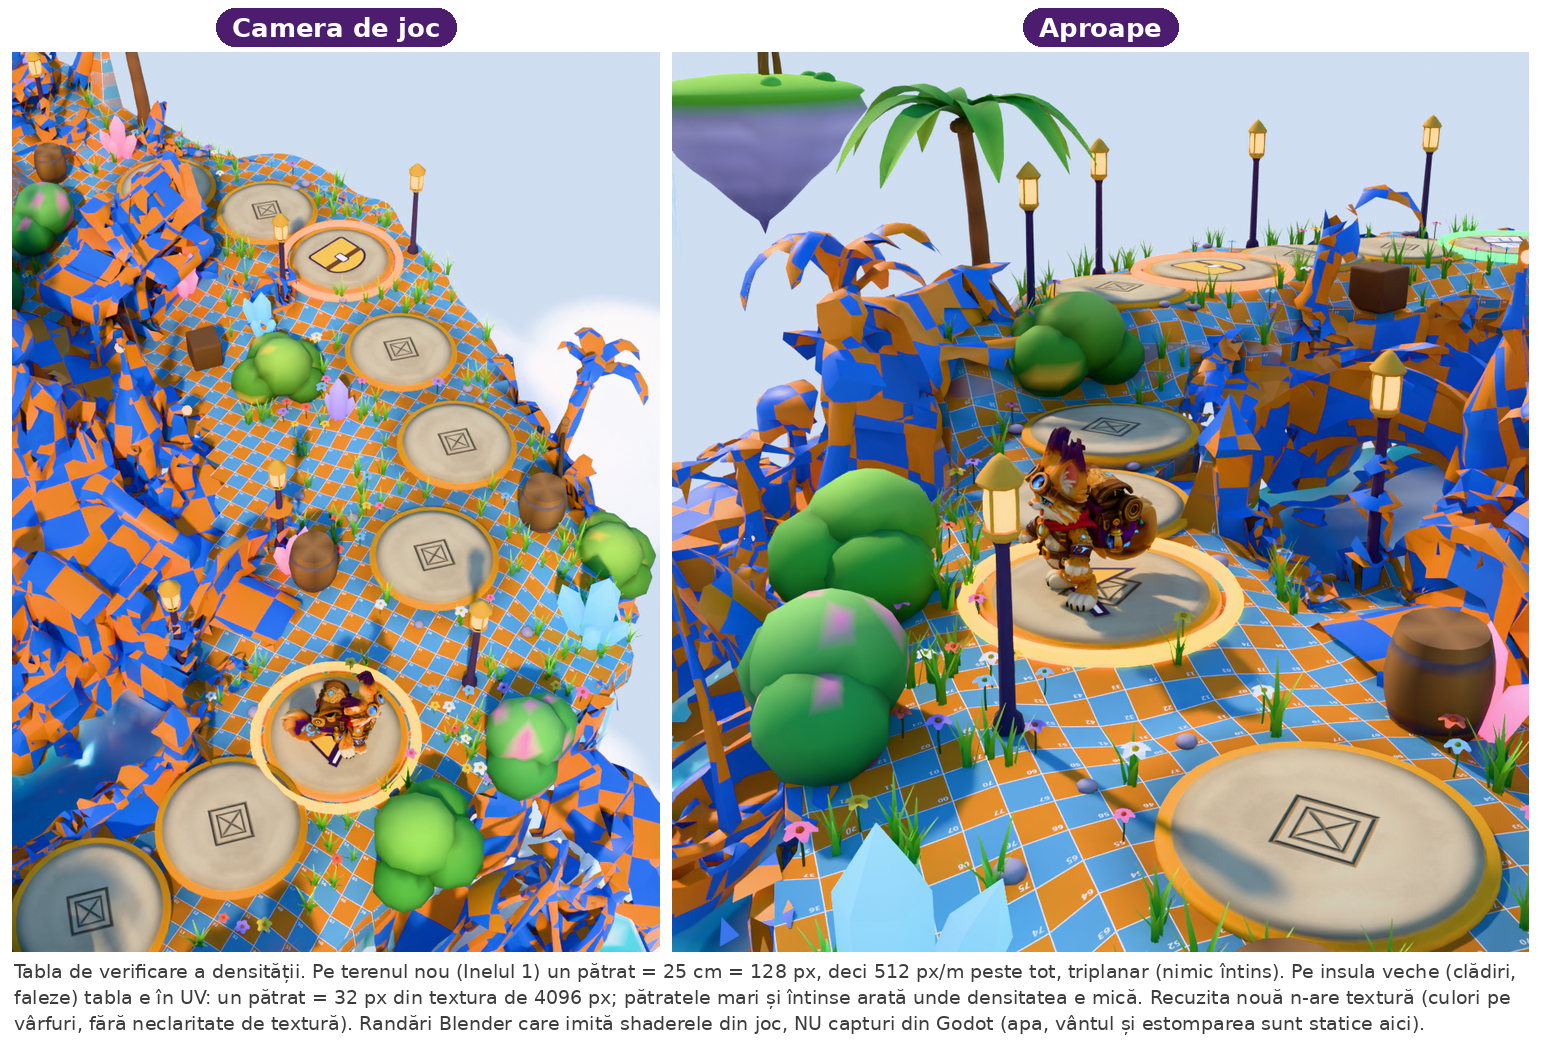 Camera de joc
Aproape
Tabla de verificare a densității. Pe terenul nou (Inelul 1) un pătrat = 25 cm = 128 px, deci 512 px/m peste tot, triplanar (nimic întins). Pe insula veche (clădiri,
faleze) tabla e în UV: un pătrat = 32 px din textura de 4096 px; pătratele mari și întinse arată unde densitatea e mică. Recuzita nouă n-are textură (culori pe
vârfuri, fără neclaritate de textură). Randări Blender care imită shaderele din joc, NU capturi din Godot (apa, vântul și estomparea sunt statice aici).